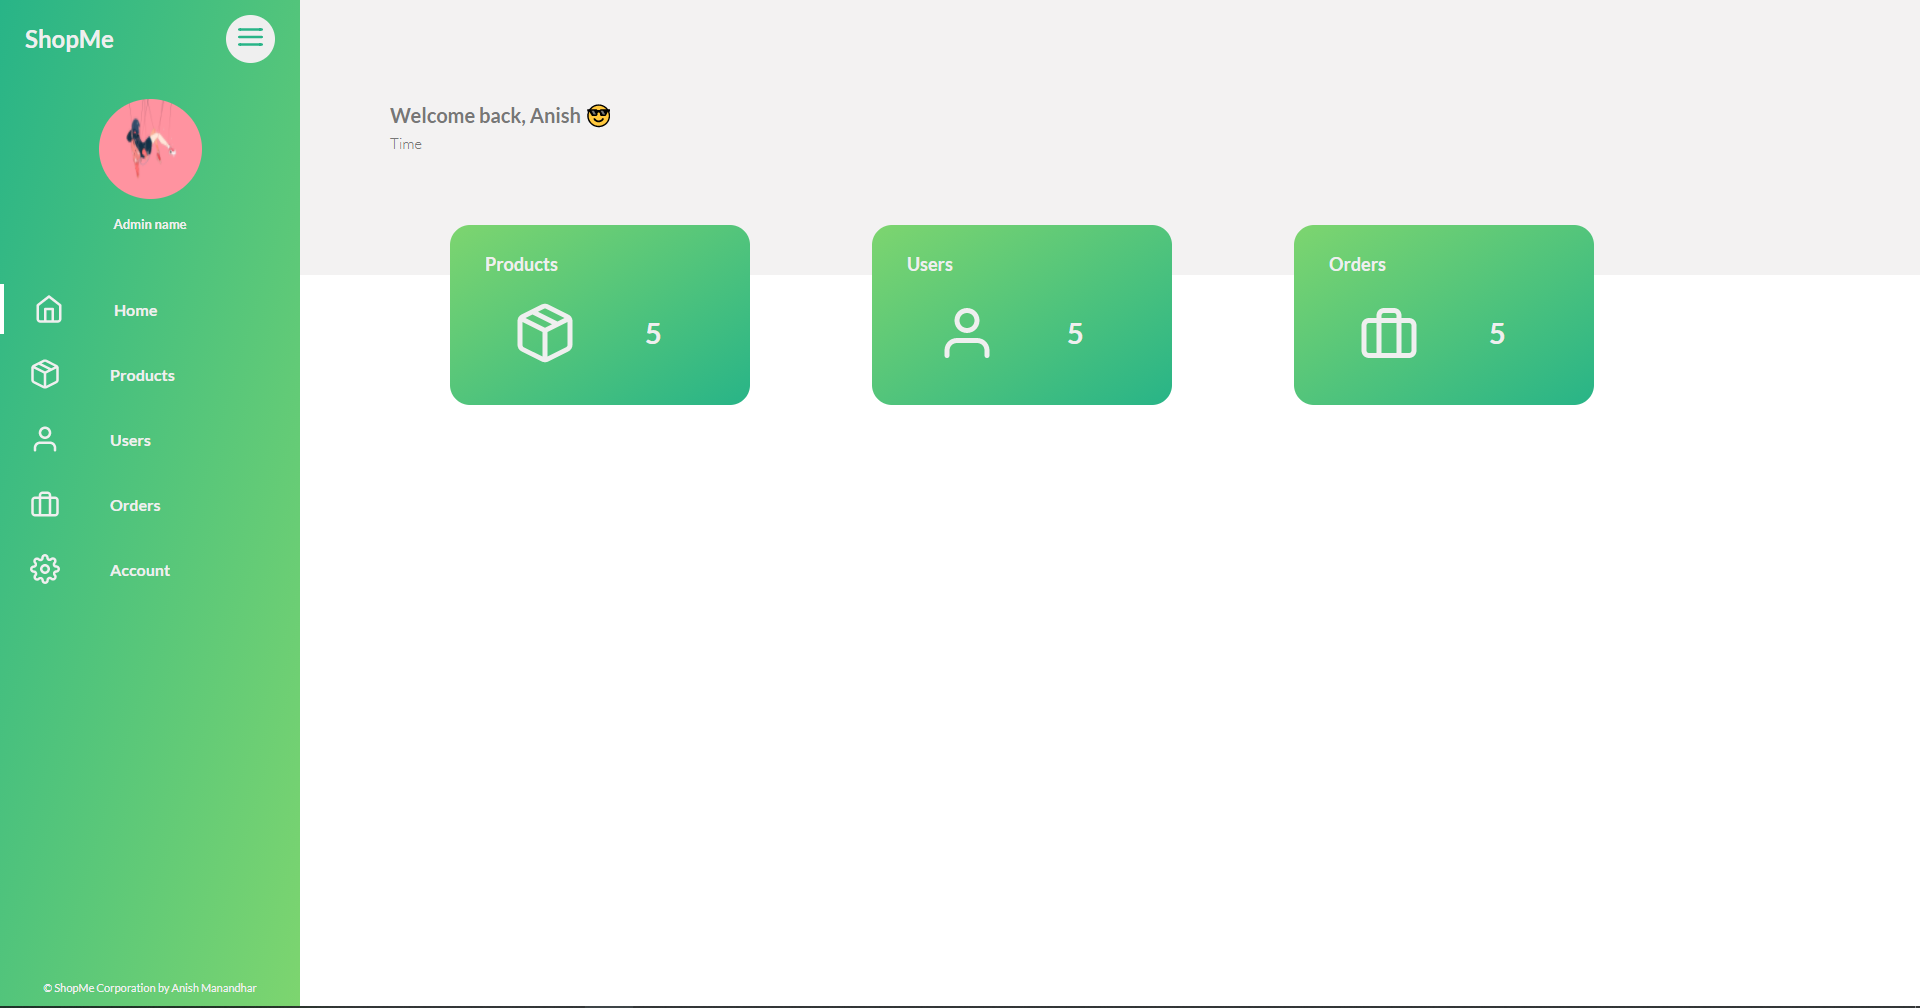 ShopMe
Admin name
Home
Products
Users
Orders
Account
© ShopMe Corporation by Anish Manandhar
Welcome back, Anish 😎
Time
Products
5
Users
5
Orders
5